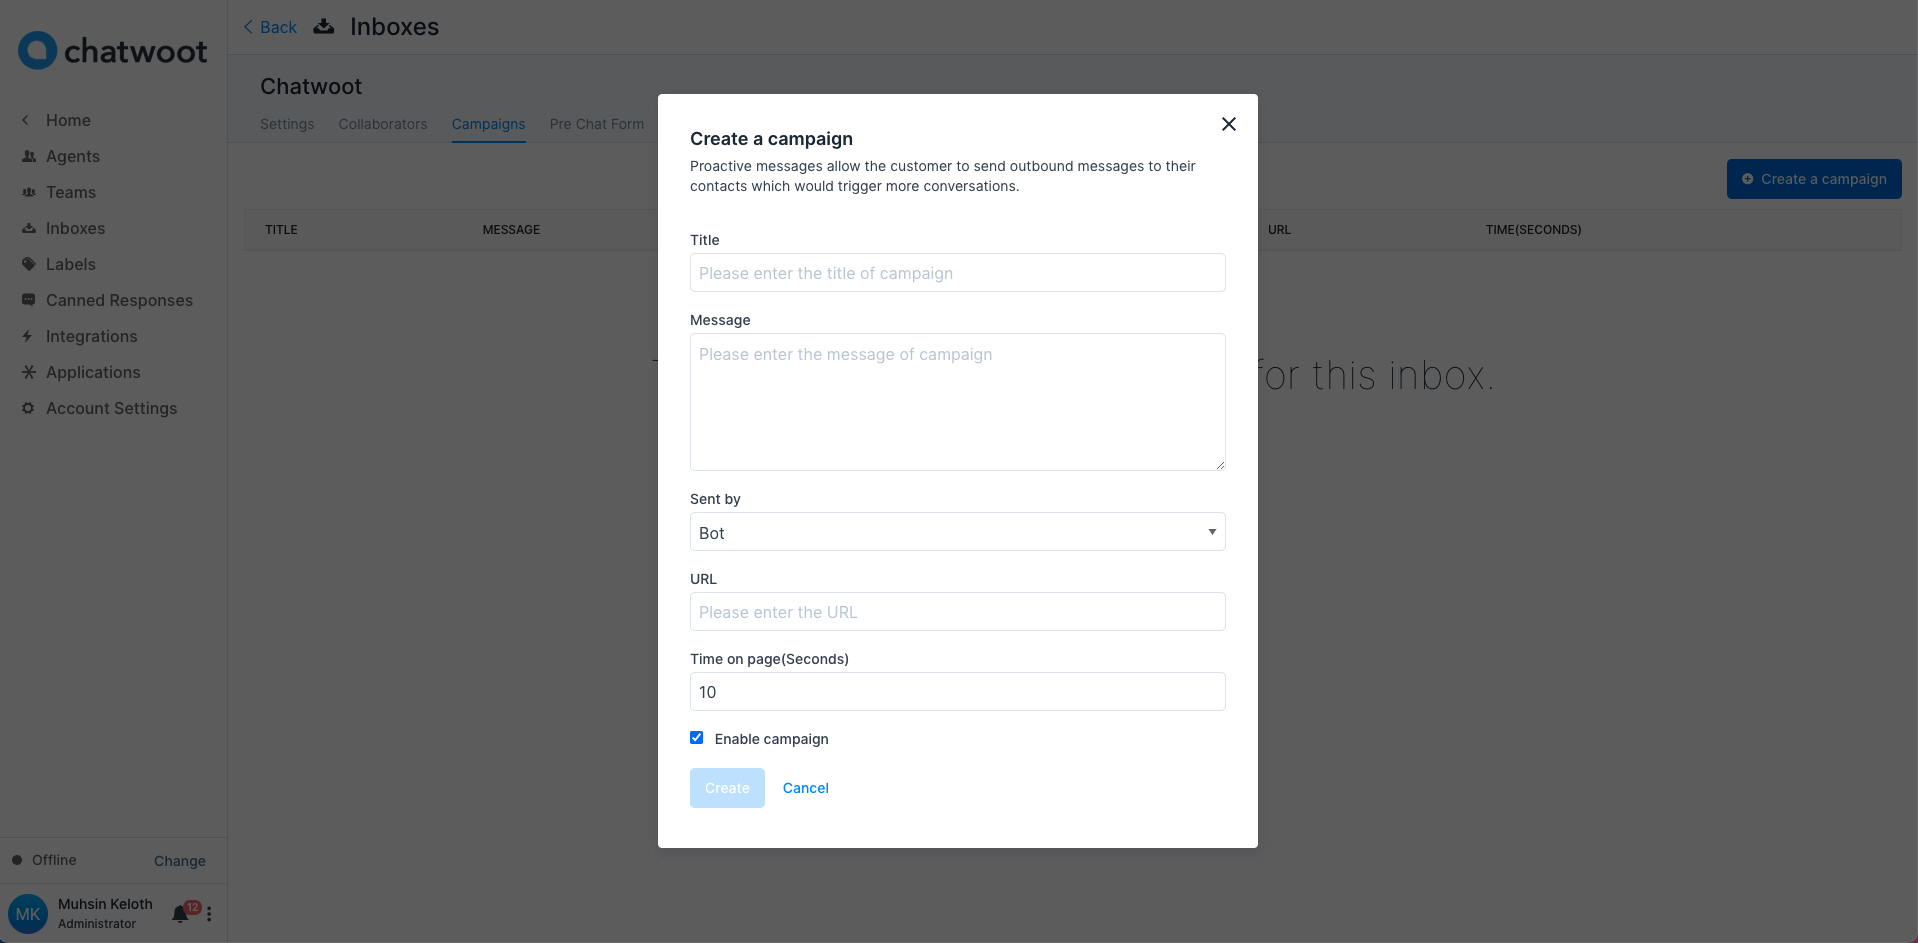 chatwoot
Home
Agents
Teams
Inboxes
Labels
Canned Responses
Integrations
Applications
Account Settings
Offline Change
MK Muhsin Keloth 12
Administrator
Back Inboxes
Chatwoot
Settings Collaborators Campaigns Pre Chat Form
Create a campaign
TITLE MESSAGE URL TIME(SECONDS)
for this inbox.
Create a campaign
Proactive messages allow the customer to send outbound messages to their
contacts which would trigger more conversations.
Title
Please enter the title of campaign
Message
Please enter the message of campaign
Sent by
Bot
URL
Please enter the URL
Time on page(Seconds)
10
Enable campaign
Create Cancel